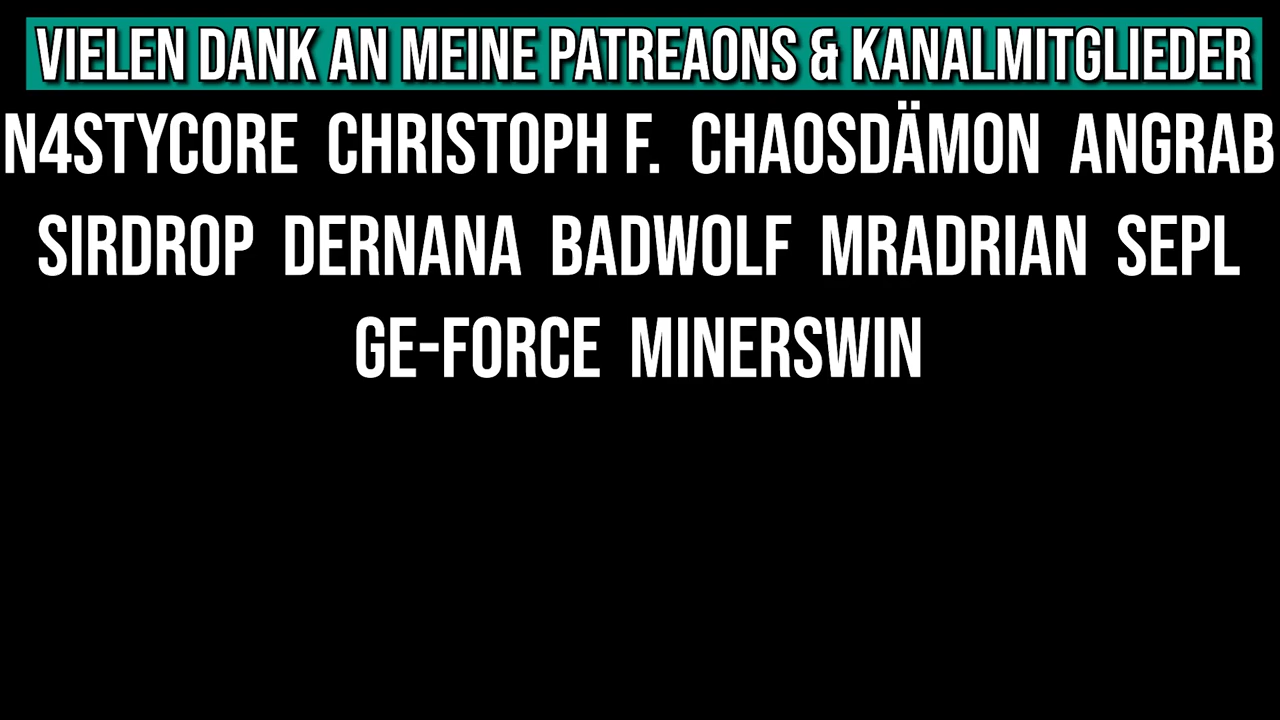 VIELEN DANK AN MEINE PATREAONS & KANALMITGLIEDER
N4STYCORE CHRISTOPH F. CHAOSDÄMON ANGRAB
SIRDROP DERNANA BADWOLF MRADRIAN SEPL
GE-FORCE MINERSWIN